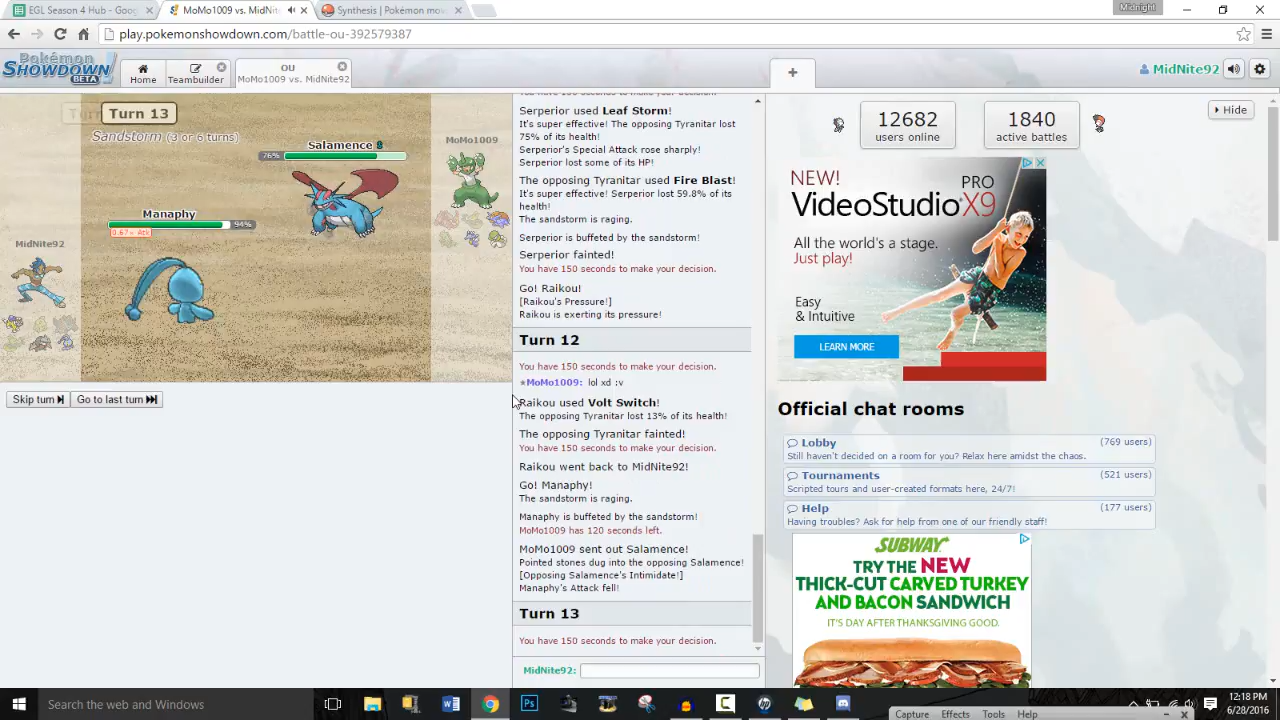 EGL Season 4 Hub - Goog
MoMo1009 vs. MidNit
Synthesis | Pokémon mov
Midnight
play.pokemonshowdown.com/battle-ou-392579387
Pokémon
SHOWDOWN
BETA
Home
Teambuilder
OU
MoMo1009 vs. MidNite92
MidNite92
Turn 13
Sandstorm (3 or 6 turns)
Salamence
76%
MoMo1009
Manaphy
94%
0.67× Atk
MidNite92
Skip turn
Go to last turn
You have 150 seconds to make your decision.
Serperior used Leaf Storm!
It's super effective! The opposing Tyranitar lost
75% of its health!
Serperior's Special Attack rose sharply!
Serperior lost some of its HP!
The opposing Tyranitar used Fire Blast!
It's super effective! Serperior lost 59.8% of its
health!
The sandstorm is raging.
Serperior is buffeted by the sandstorm!
Serperior fainted!
You have 150 seconds to make your decision.
Go! Raikou!
[Raikou's Pressure!]
Raikou is exerting its pressure!
Turn 12
You have 150 seconds to make your decision.
★MoMo1009: lol xd :v
Raikou used Volt Switch!
The opposing Tyranitar lost 13% of its health!
The opposing Tyranitar fainted!
You have 150 seconds to make your decision.
Raikou went back to MidNite92!
Go! Manaphy!
The sandstorm is raging.
Manaphy is buffeted by the sandstorm!
MoMo1009 has 120 seconds left.
MoMo1009 sent out Salamence!
Pointed stones dug into the opposing Salamence!
[Opposing Salamence's Intimidate!]
Manaphy's Attack fell!
Turn 13
You have 150 seconds to make your decision.
MidNite92:
12682
users online
1840
active battles
Hide
NEW!
PRO
VIDEOSTUDIO X9
All the world's a stage.
Just play!
Easy
& Intuitive
LEARN MORE
Official chat rooms
Lobby
(769 users)
Still haven't decided on a room for you? Relax here amidst the chaos.
Tournaments
(521 users)
Scripted tours and user-created formats here, 24/7!
Help
(177 users)
Having troubles? Ask for help from one of our friendly staff!
SUBWAY
TRY THE NEW
THICK-CUT CARVED TURKEY
AND BACON SANDWICH
IT'S DAY AFTER THANKSGIVING GOOD.
Search the web and Windows
12:18 PM
6/28/2016
Capture
Effects
Tools
Help